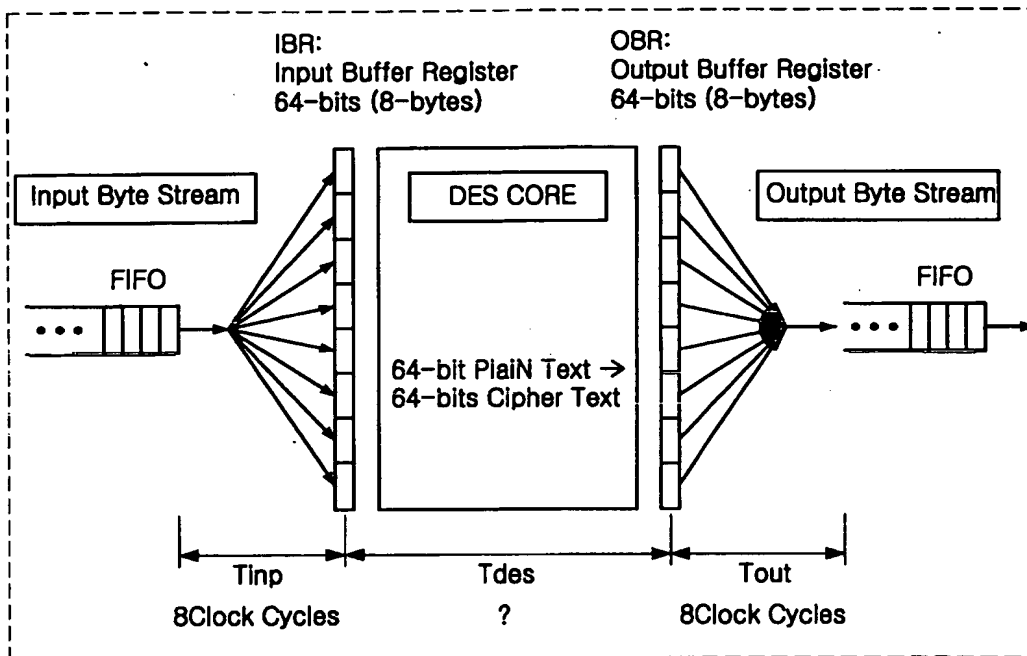 IBR:
Input Buffer Register
64-bits (8-bytes)
OBR:
Output Buffer Register
64-bits (8-bytes)
Input Byte Stream
DES CORE
Output Byte Stream
FIFO
FIFO
64-bit PlaiN Text →
64-bits Cipher Text
Tinp
Tdes
Tout
8Clock Cycles
?
8Clock Cycles